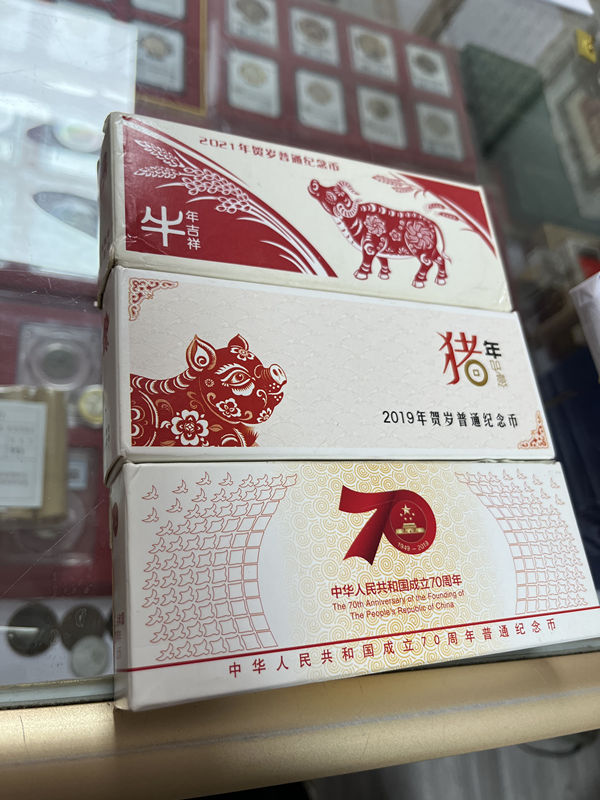 2021年贺岁普通纪念币
牛
年
吉
祥
猪年
2019年贺岁普通纪念币
70
1949-2019
中华人民共和国成立70周年
The 70th Anniversary of the Founding of
The People's Republic of China
中华人民共和国成立70周年普通纪念币